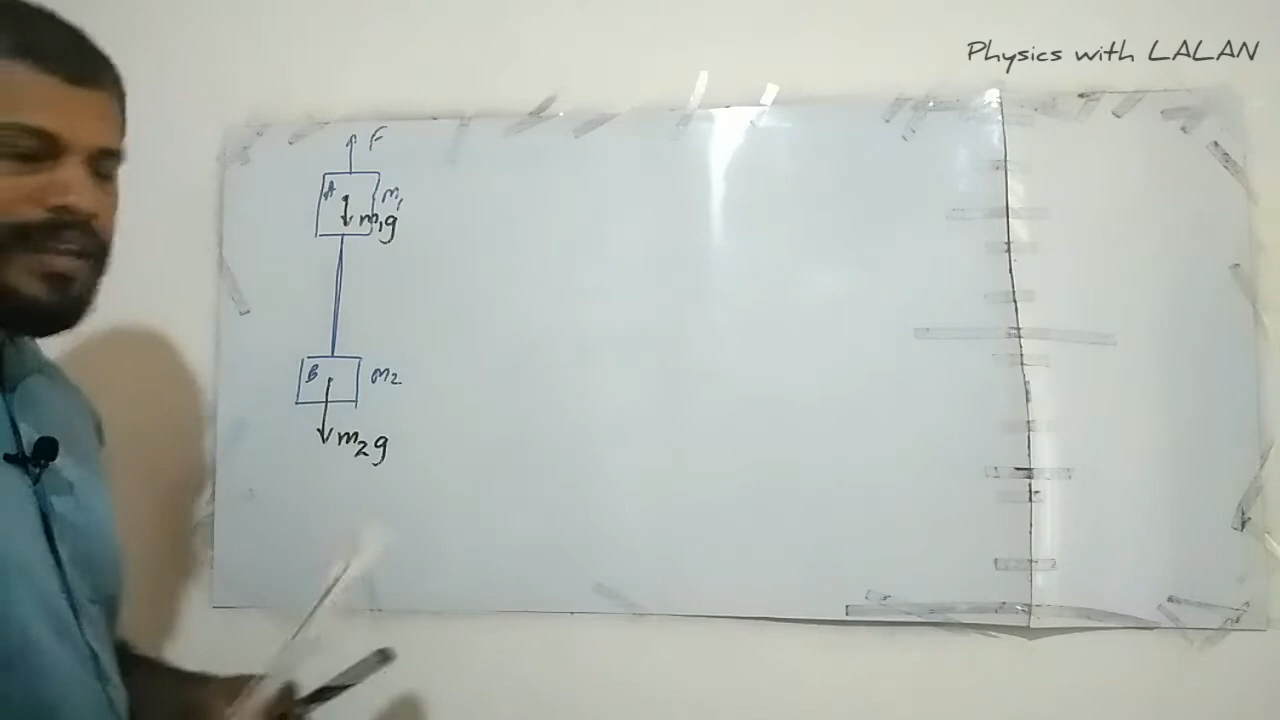 Physics with LALAN
F
A
m₁
m₁g
B
m₂
m₂g